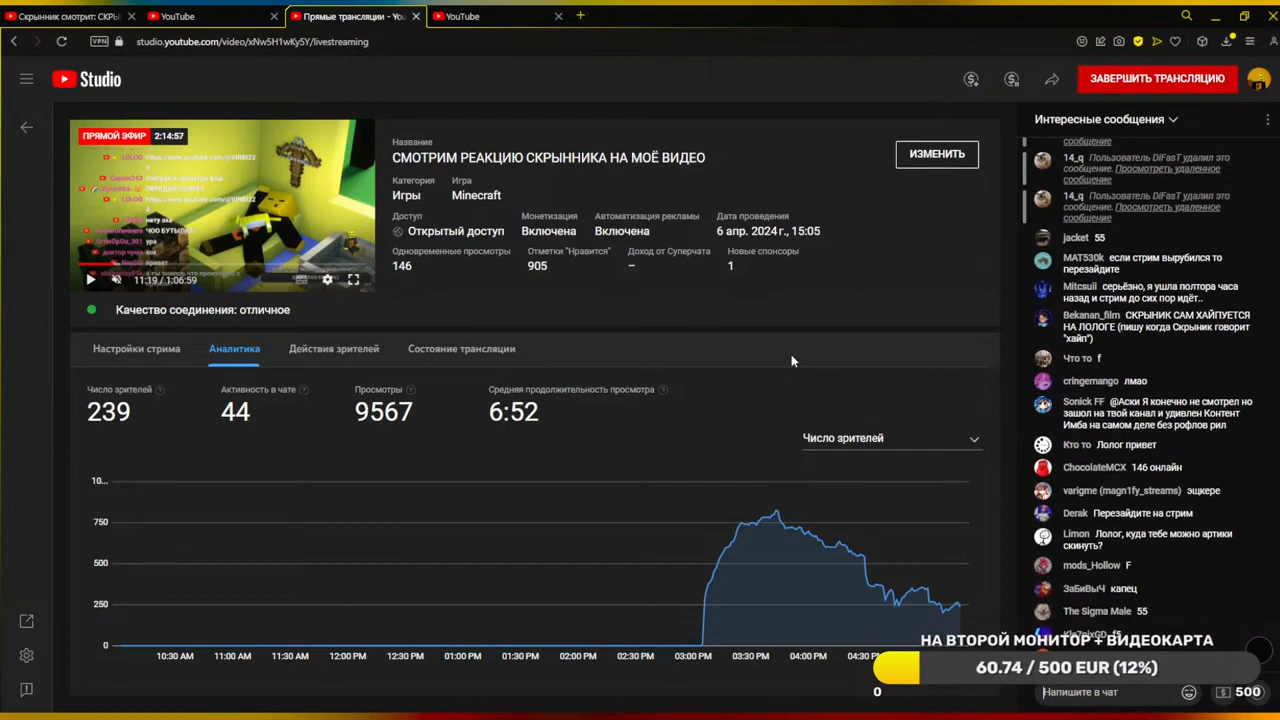 Скрынник смотрит: СКРЫ
YouTube
Прямые трансляции - You
YouTube
VPN
studio.youtube.com/video/xNw5H1wKy5Y/livestreaming
Studio
ЗАВЕРШИТЬ ТРАНСЛЯЦИЮ
ПРЯМОЙ ЭФИР
2:14:57
11:19 / 1:06:59
Название
СМОТРИМ РЕАКЦИЮ СКРЫННИКА НА МОЁ ВИДЕО
ИЗМЕНИТЬ
Категория
Игра
Игры
Minecraft
Доступ
Монетизация
Автоматизация рекламы
Дата проведения
Открытый доступ
Включена
Включена
6 апр. 2024 г., 15:05
Одновременные просмотры
Отметки "Нравится"
Доход от Суперчата
Новые спонсоры
146
905
–
1
Качество соединения: отличное
Настройки стрима
Аналитика
Действия зрителей
Состояние трансляции
Число зрителей
Активность в чате
Просмотры
Средняя продолжительность просмотра
239
44
9567
6:52
Число зрителей
10...
750
500
250
0
10:30 AM
11:00 AM
11:30 AM
12:00 PM
12:30 PM
01:00 PM
01:30 PM
02:00 PM
02:30 PM
03:00 PM
03:30 PM
04:00 PM
04:30
Интересные сообщения
сообщение
14_q Пользователь DiFasT удалил это
сообщение. Просмотреть удаленное
сообщение
14_q Пользователь DiFasT удалил это
сообщение. Просмотреть удаленное
сообщение
jacket 55
MAT530k если стрим вырубился то
перезайдите
Mitsuii серьёзно, я ушла полтора часа
назад и стрим до сих пор идёт..
Bekanan_film СКРЫНИК САМ ХАЙПУЕТСЯ
НА ЛОЛОГЕ (пишу когда Скрыник говорит
"хайп")
Что то f
cringemango лмао
Sonick FF @Аски Я конечно не смотрел но
зашол на твой канал и удивлен Контент
Имба на самом деле без рофлов рил
Кто то Лолог привет
ChocolateMCX 146 онлайн
varigme (magn1fy_streams) эщкере
Derak Перезайдите на стрим
Limon Лолог, куда тебе можно артики
скинуть?
mods_Hollow F
ЗаБиВыЧ капец
The Sigma Male 55
НА ВТОРОЙ МОНИТОР + ВИДЕОКАРТА
60.74 / 500 EUR (12%)
0
Напишите в чат
500